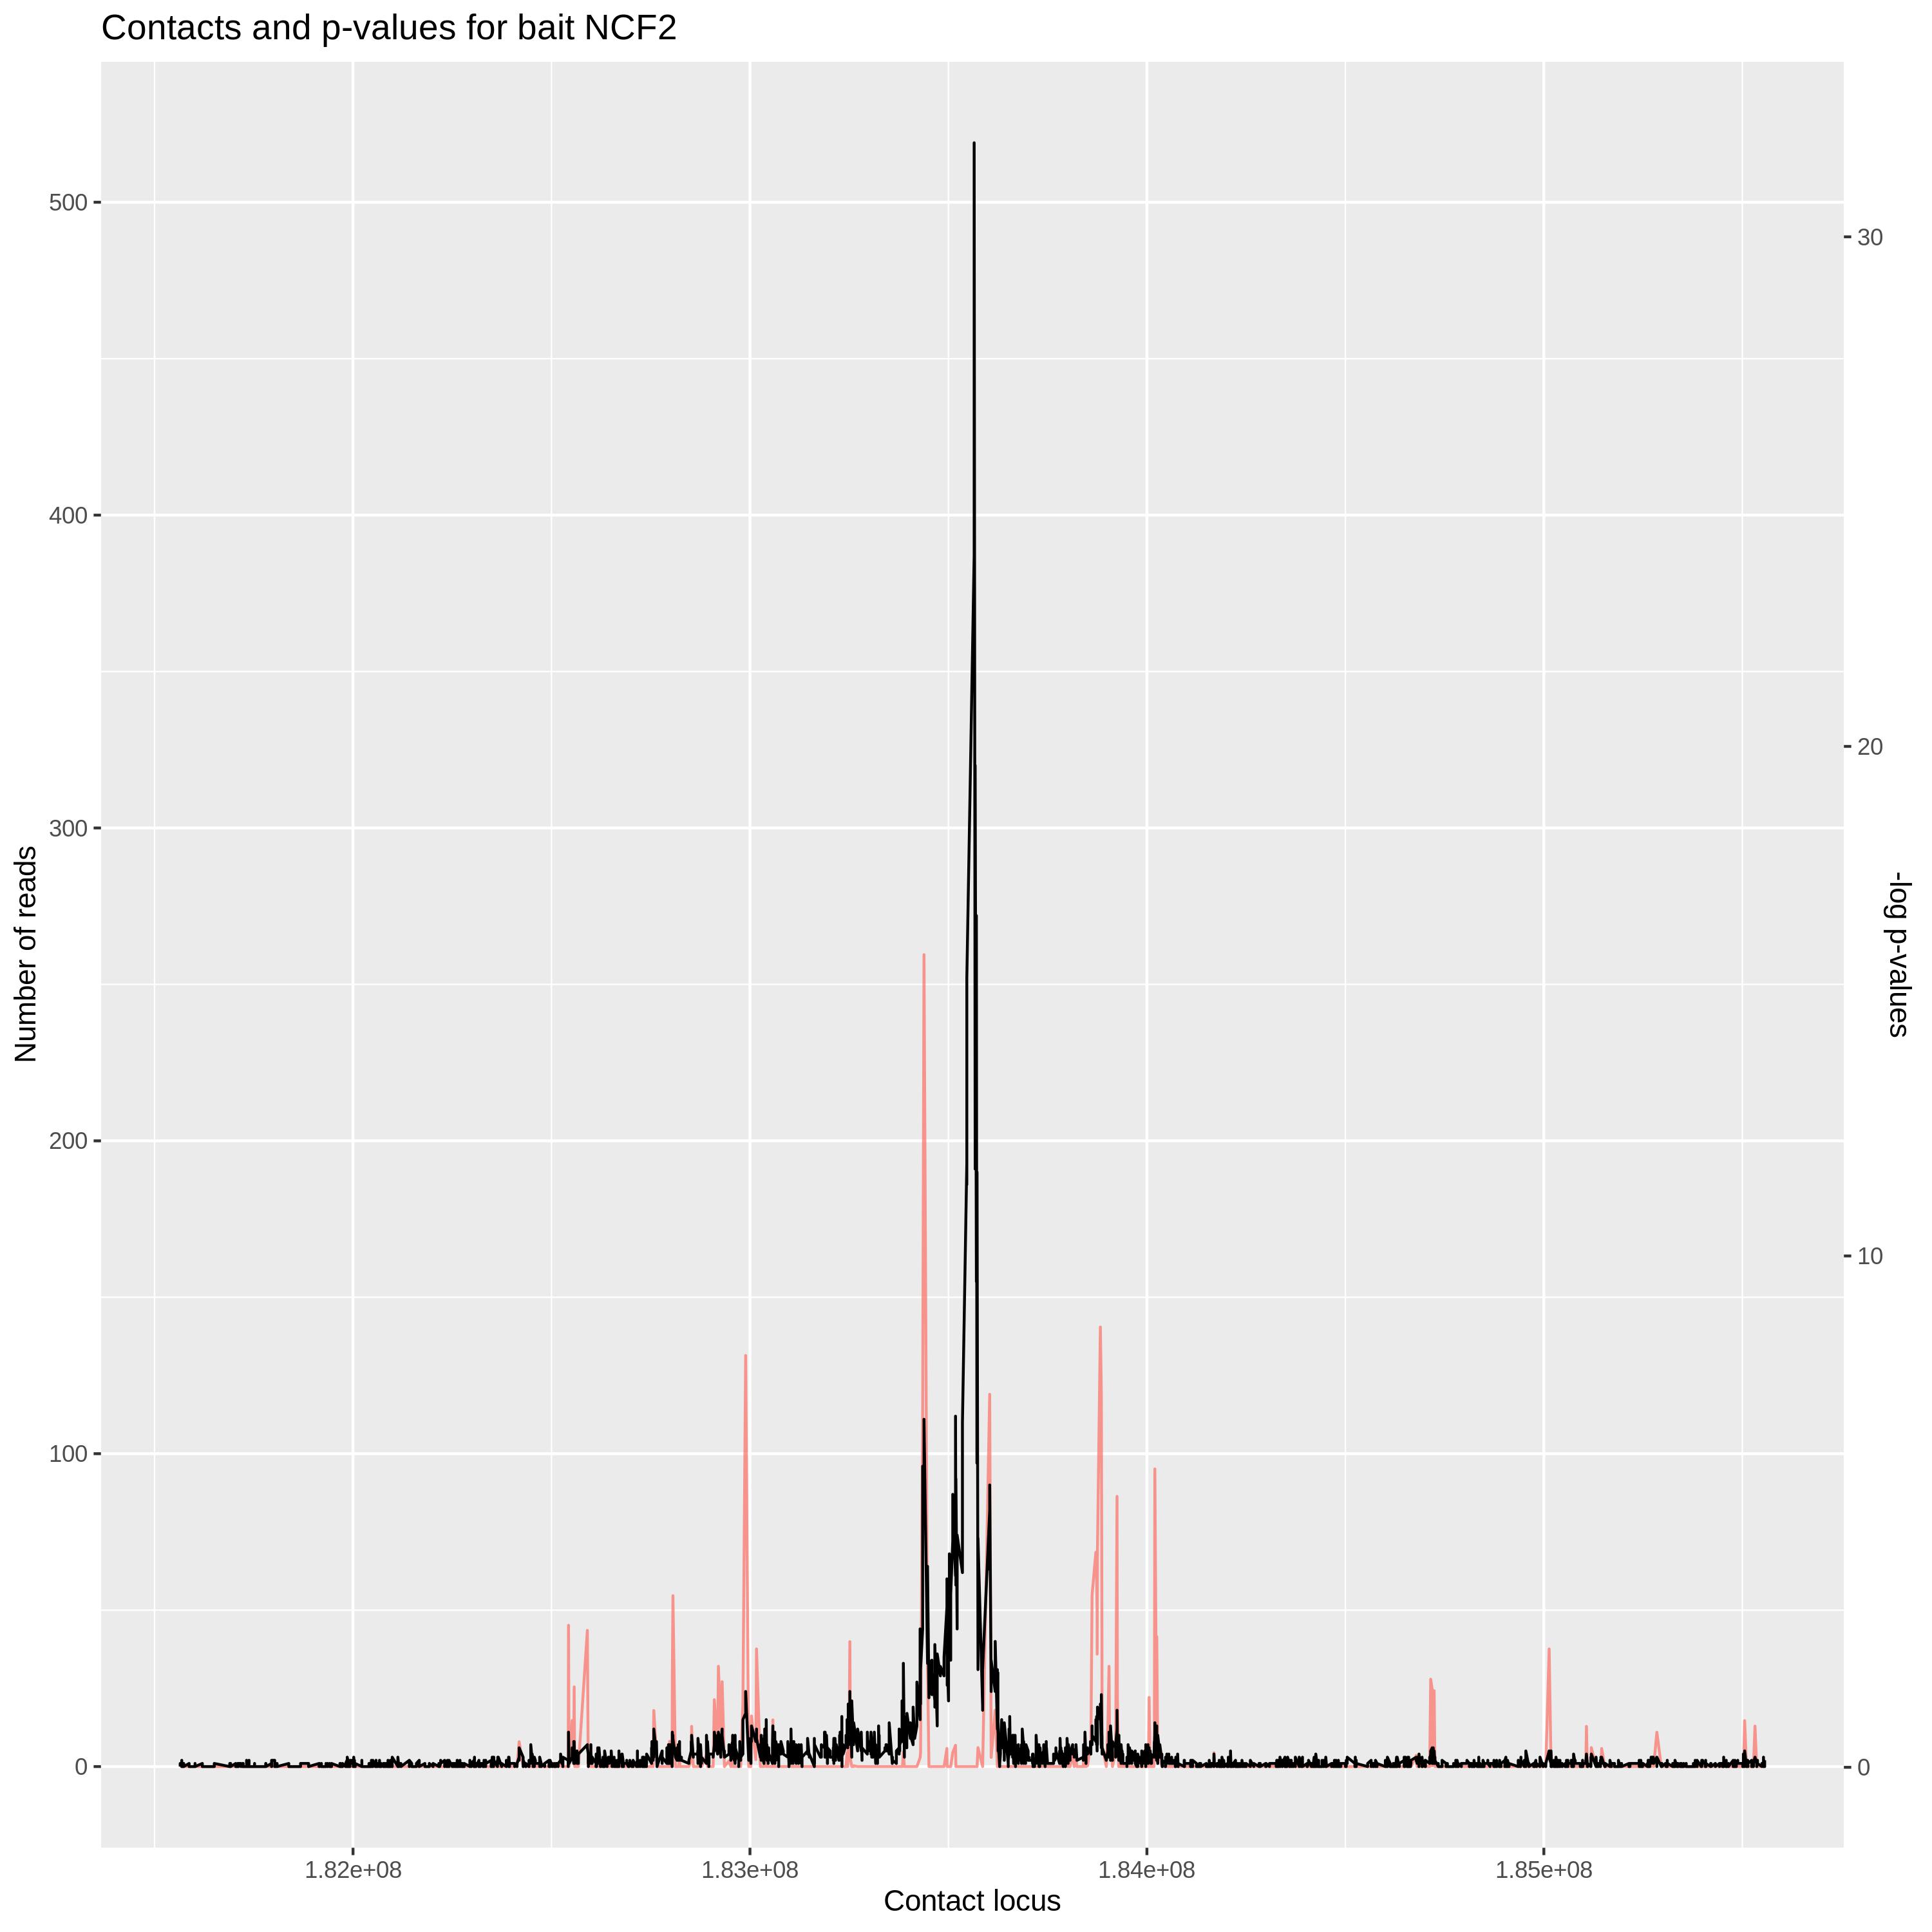 Contacts and p-values for bait NCF2
500
400
300
200
100
0
Number of reads
30
20
10
0
-log p-values
1.82e+08
1.83e+08
1.84e+08
1.85e+08
Contact locus